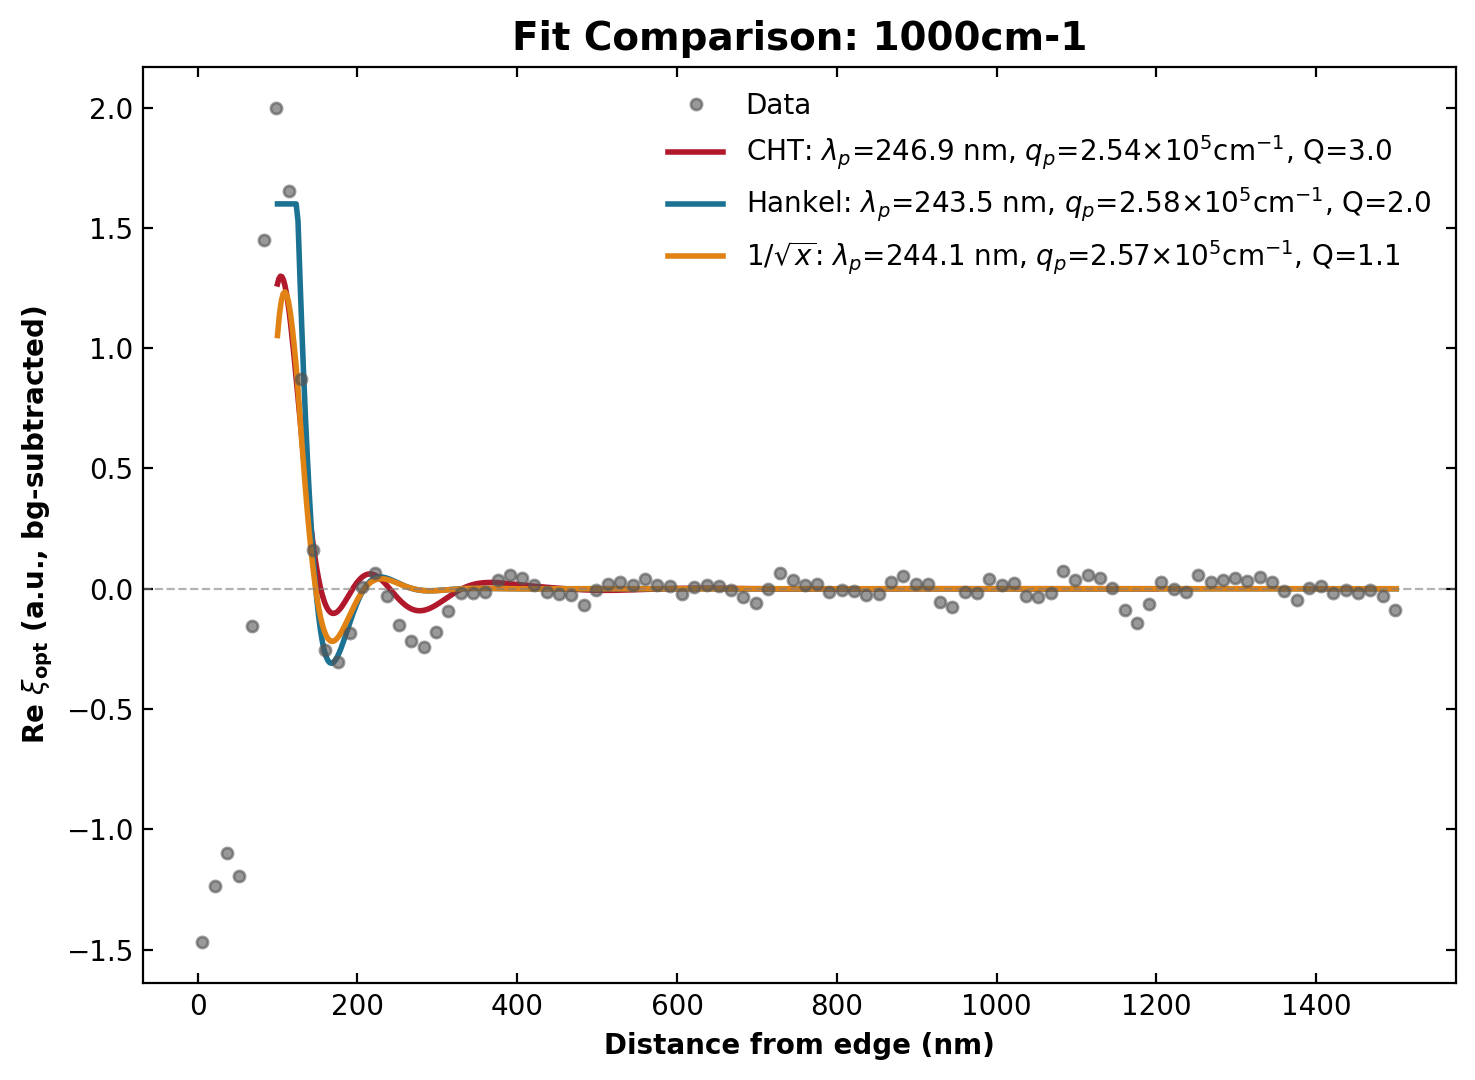 Fit Comparison: 1000cm-1
Data
CHT: λp=246.9 nm, qp=2.54×10⁵cm⁻¹, Q=3.0
Hankel: λp=243.5 nm, qp=2.58×10⁵cm⁻¹, Q=2.0
1/√x: λp=244.1 nm, qp=2.57×10⁵cm⁻¹, Q=1.1
Re ξopt (a.u., bg-subtracted)
2.0
1.5
1.0
0.5
0.0
−0.5
−1.0
−1.5
0 200 400 600 800 1000 1200 1400
Distance from edge (nm)